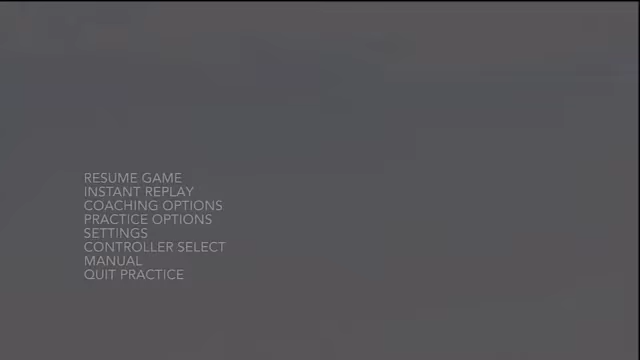 RESUME GAME
INSTANT REPLAY
COACHING OPTIONS
PRACTICE OPTIONS
SETTINGS
CONTROLLER SELECT
MANUAL
QUIT PRACTICE